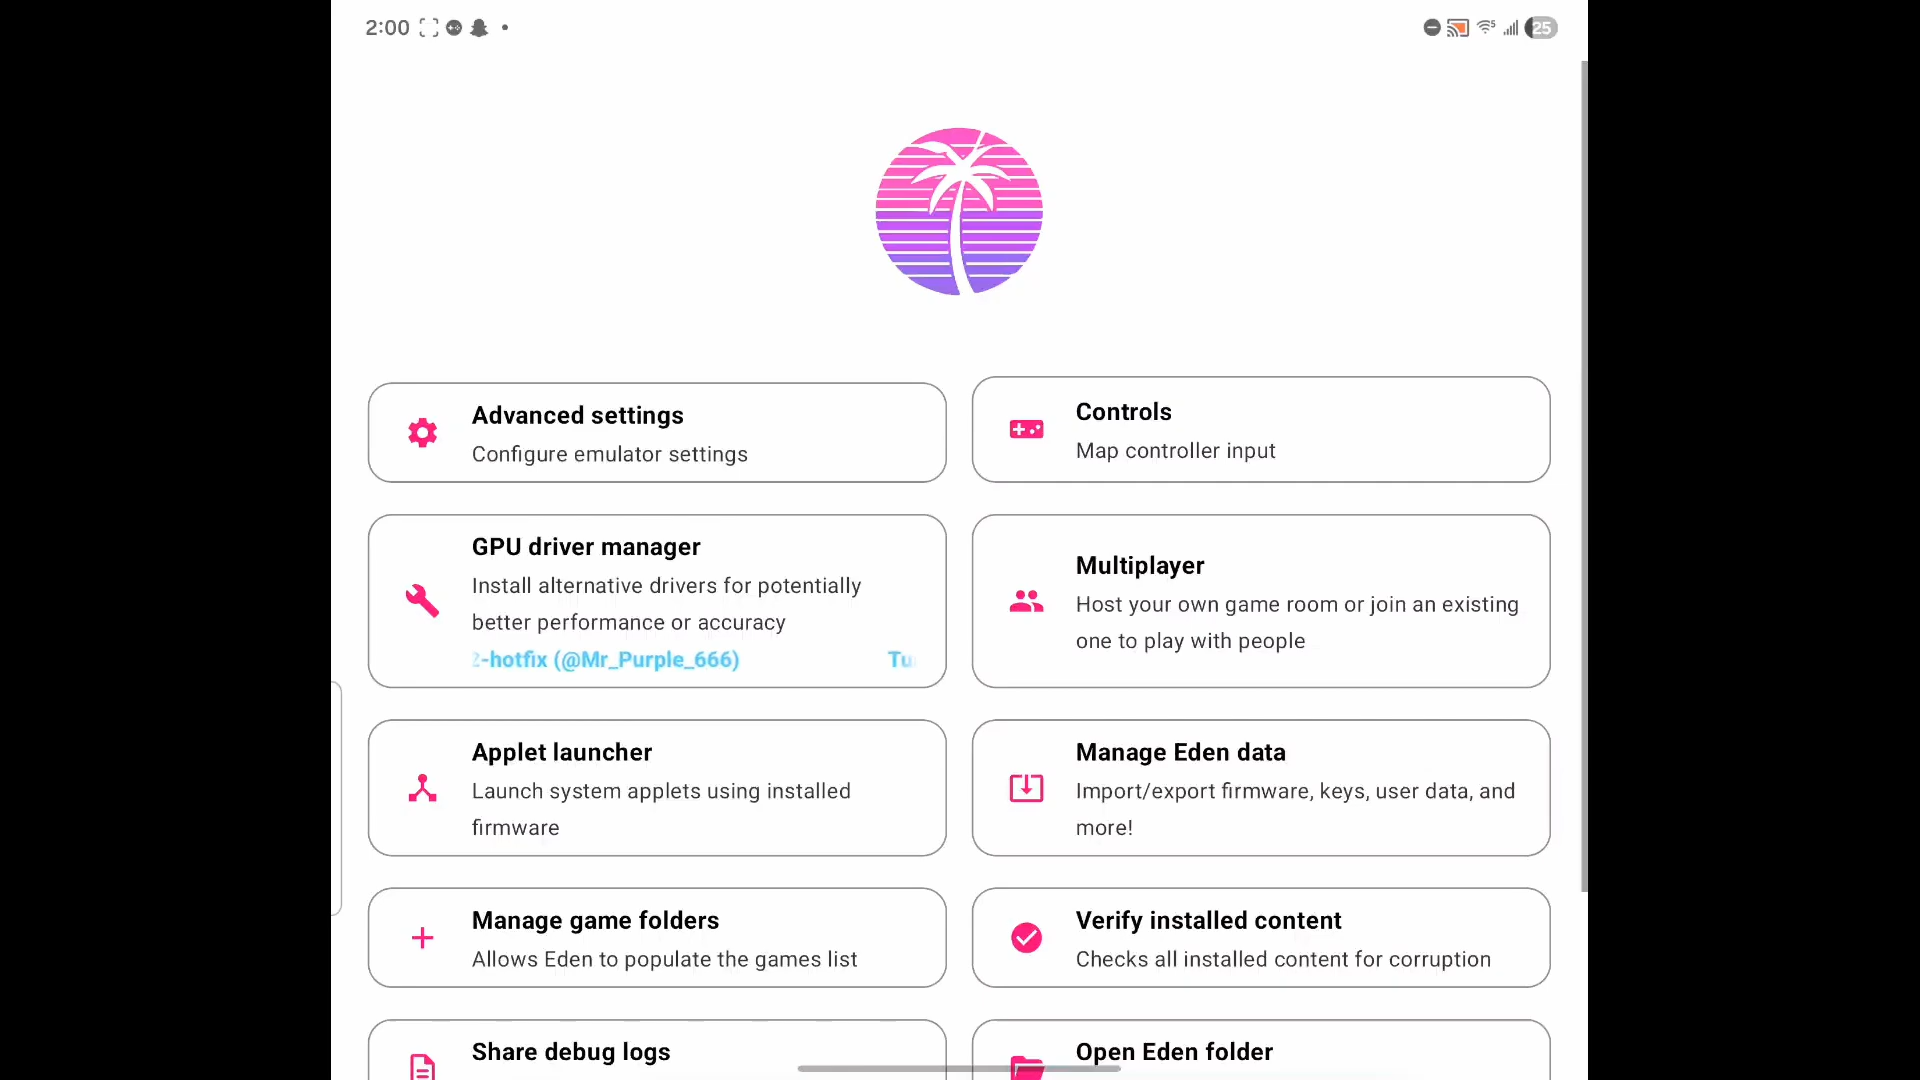 2:00
5
25
Advanced settings
Configure emulator settings
Controls
Map controller input
GPU driver manager
Install alternative drivers for potentially
better performance or accuracy
-hotfix (@Mr_Purple_666) Tu
Multiplayer
Host your own game room or join an existing
one to play with people
Applet launcher
Launch system applets using installed
firmware
Manage Eden data
Import/export firmware, keys, user data, and
more!
Manage game folders
Allows Eden to populate the games list
Verify installed content
Checks all installed content for corruption
Share debug logs
Open Eden folder